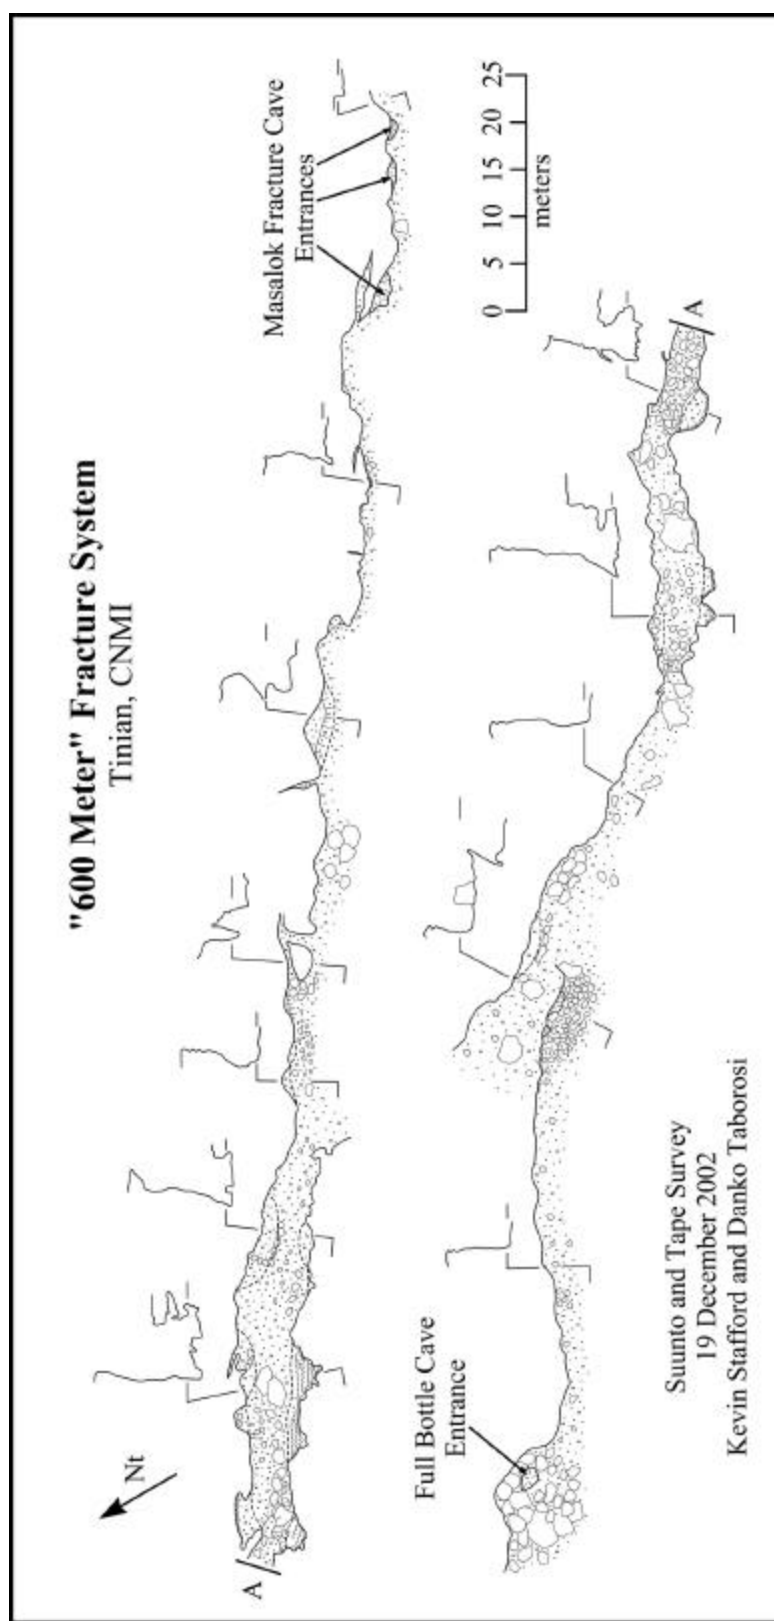 "600 Meter" Fracture System
Tinian, CNMI
Masalok Fracture Cave
Entrances
0 5 10 15 20 25
meters
Nt
A
A
Full Bottle Cave
Entrance
Suunto and Tape Survey
19 December 2002
Kevin Stafford and Danko Taborosi